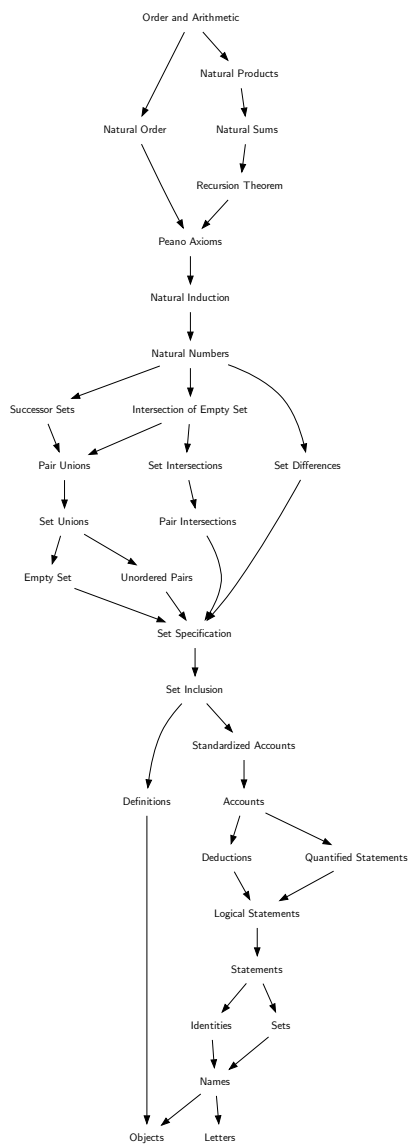 Order and Arithmetic
Natural Products
Natural Order
Natural Sums
Recursion Theorem
Peano Axioms
Natural Induction
Natural Numbers
Successor Sets
Intersection of Empty Set
Pair Unions
Set Intersections
Set Differences
Set Unions
Pair Intersections
Empty Set
Unordered Pairs
Set Specification
Set Inclusion
Standardized Accounts
Definitions
Accounts
Deductions
Quantified Statements
Logical Statements
Statements
Identities
Sets
Names
Objects
Letters